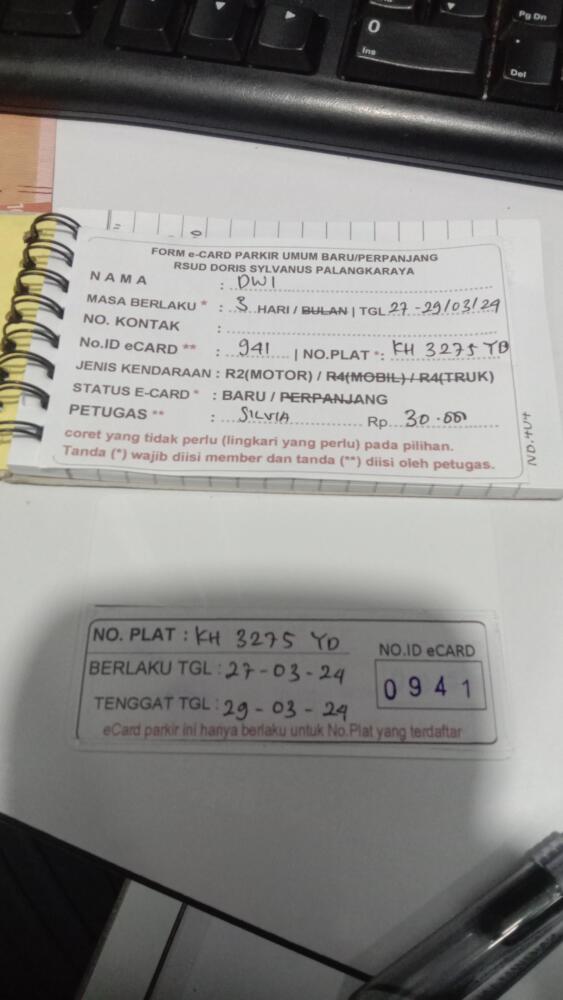 Pg Dn
0
Ins
Del
FORM e-CARD PARKIR UMUM BARU/PERPANJANG
RSUD DORIS SYLVANUS PALANGKARAYA
NAMA : DWI
MASA BERLAKU * : 3 HARI / BULAN | TGL 27-29/03/24
NO. KONTAK :
No.ID eCARD ** : 941 | NO.PLAT *: KH 3275 YD
JENIS KENDARAAN : R2(MOTOR) / R4(MOBIL) / R4(TRUK)
STATUS E-CARD * : BARU / PERPANJANG
PETUGAS ** : SILVIA Rp 30.000
coret yang tidak perlu (lingkari yang perlu) pada pilihan.
Tanda (*) wajib diisi member dan tanda (**) diisi oleh petugas.
NO. PLAT : KH 3275 YD
NO.ID eCARD
BERLAKU TGL : 27-03-24
0941
TENGGAT TGL : 29-03-24
eCard parkir ini hanya berlaku untuk No.Plat yang terdaftar